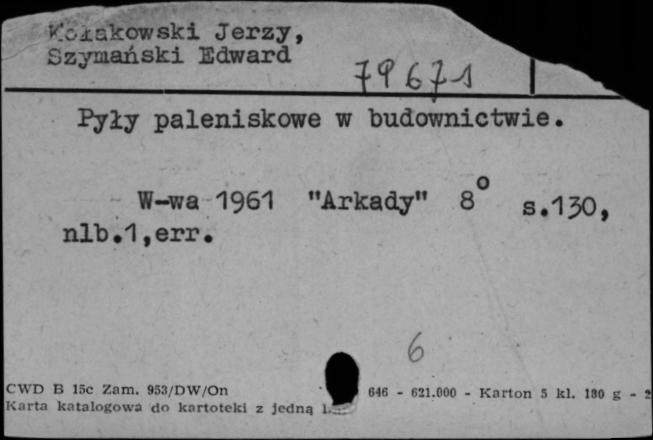 Kołakowski Jerzy,
Szymański Edward
79671
Pyły paleniskowe w budownictwie.
W-wa 1961 "Arkady" 8° s.130,
nlb.1,err.
6
CWD B 15c Zam. 953/DW/On 646 - 621.000 - Karton 5 kl. 180 g - 2
Karta katalogowa do kartoteki z jedną